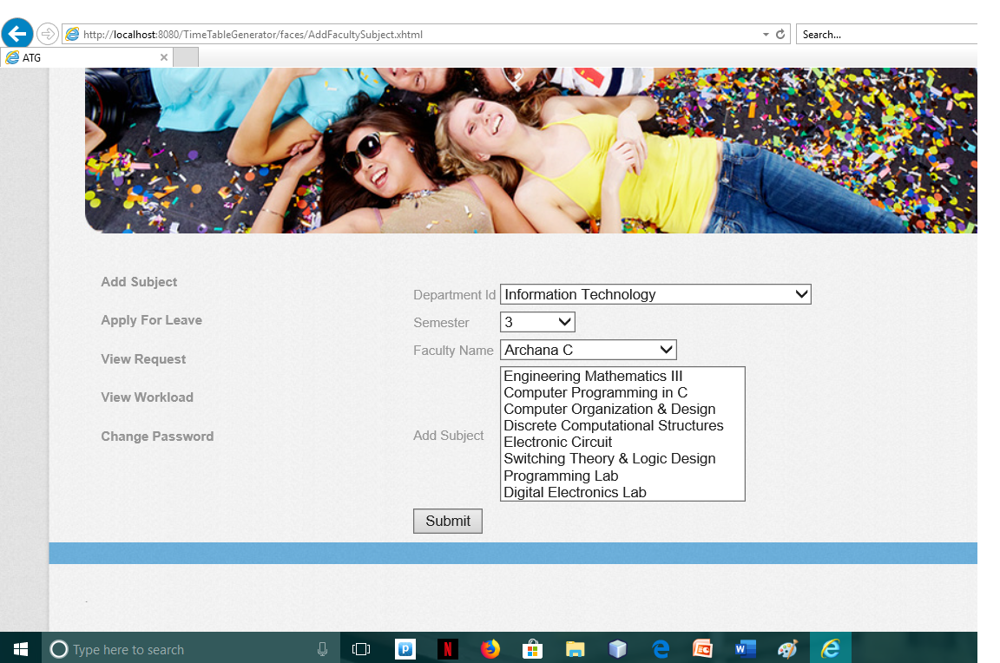 http://localhost:8080/TimeTableGenerator/faces/AddFacultySubject.xhtml
Search...
ATG
Add Subject
Apply For Leave
View Request
View Workload
Change Password
Department Id Information Technology
Semester 3
Faculty Name Archana C
Add Subject
Engineering Mathematics III
Computer Programming in C
Computer Organization & Design
Discrete Computational Structures
Electronic Circuit
Switching Theory & Logic Design
Programming Lab
Digital Electronics Lab
Submit
Type here to search